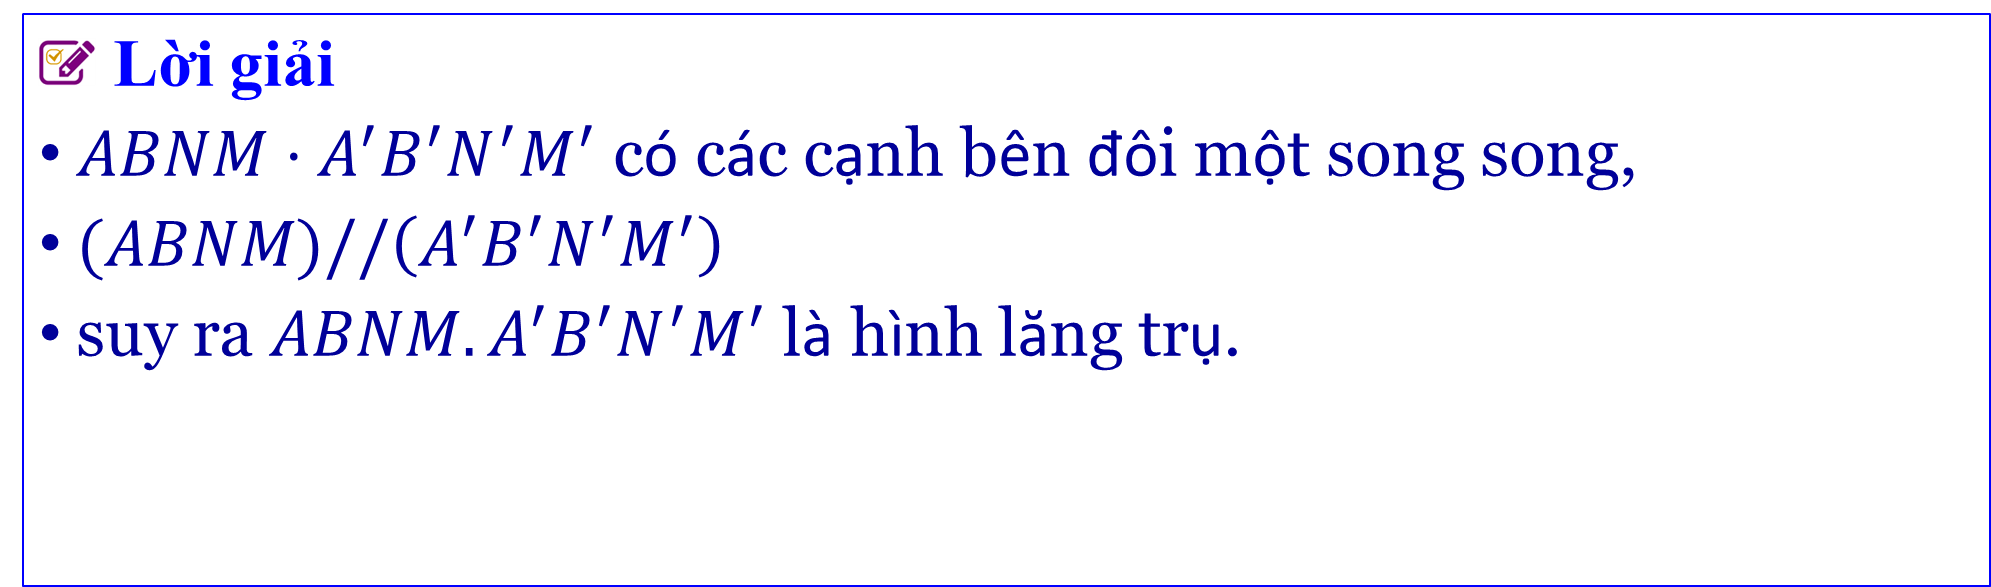 Lời giải
• ABNM · A′B′N′M′ có các cạnh bên đôi một song song,
• (ABNM)//(A′B′N′M′)
• suy ra ABNM. A′B′N′M′ là hình lăng trụ.